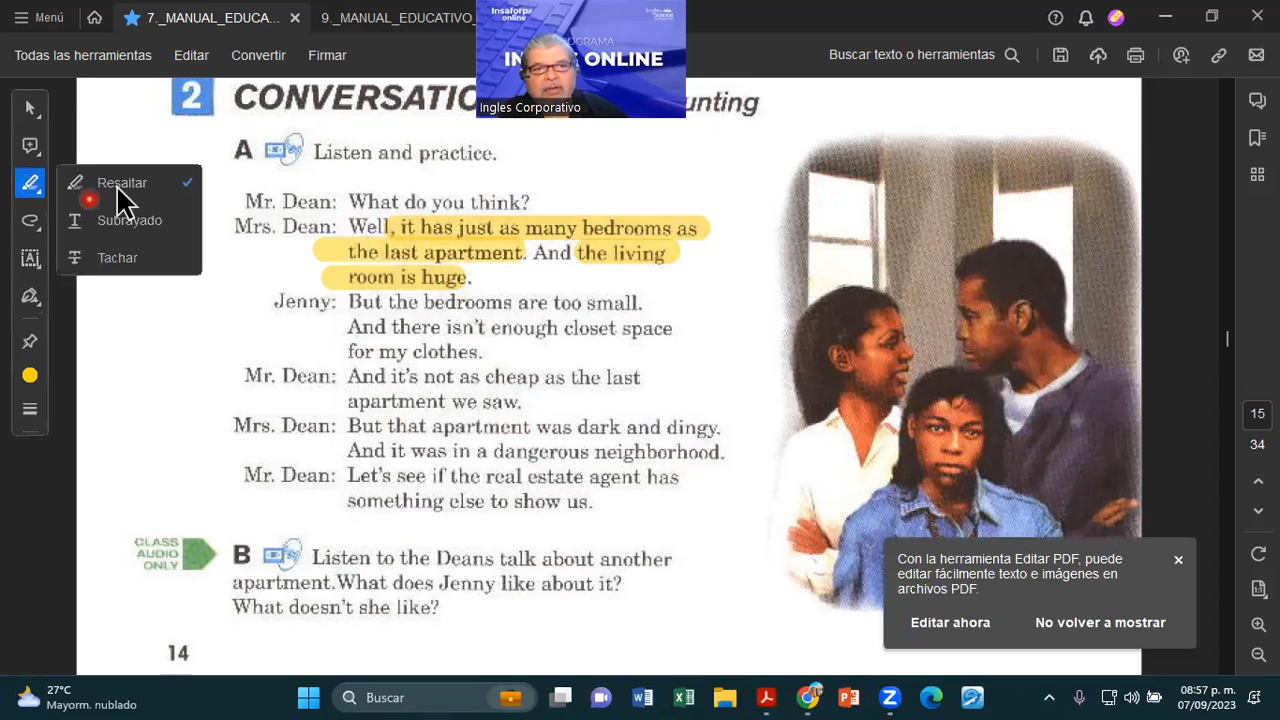 Menú
7._MANUAL_EDUCA...
9._MANUAL_EDUCATIVO_
Insaforp
online
Ingles
PROGRAMA
ONLINE
Ingles Corporativo
Todas las herramientas
Editar
Convertir
Firmar
Buscar texto o herramientas
2 CONVERSATIO
unting
A Listen and practice.
Resaltar
Subrayado
Tachar
Mr. Dean: What do you think?
Mrs. Dean: Well, it has just as many bedrooms as
the last apartment. And the living
room is huge.
Jenny: But the bedrooms are too small.
And there isn't enough closet space
for my clothes.
Mr. Dean: And it's not as cheap as the last
apartment we saw.
Mrs. Dean: But that apartment was dark and dingy.
And it was in a dangerous neighborhood.
Mr. Dean: Let's see if the real estate agent has
something else to show us.
CLASS
AUDIO
ONLY
B Listen to the Deans talk about another
apartment. What does Jenny like about it?
What doesn't she like?
14
15
34
Con la herramienta Editar PDF, puede
editar fácilmente texto e imágenes en
archivos PDF.
Editar ahora
No volver a mostrar
27°C
Mayorm. nublado
Buscar
08:57 p. m.
07/09/2023